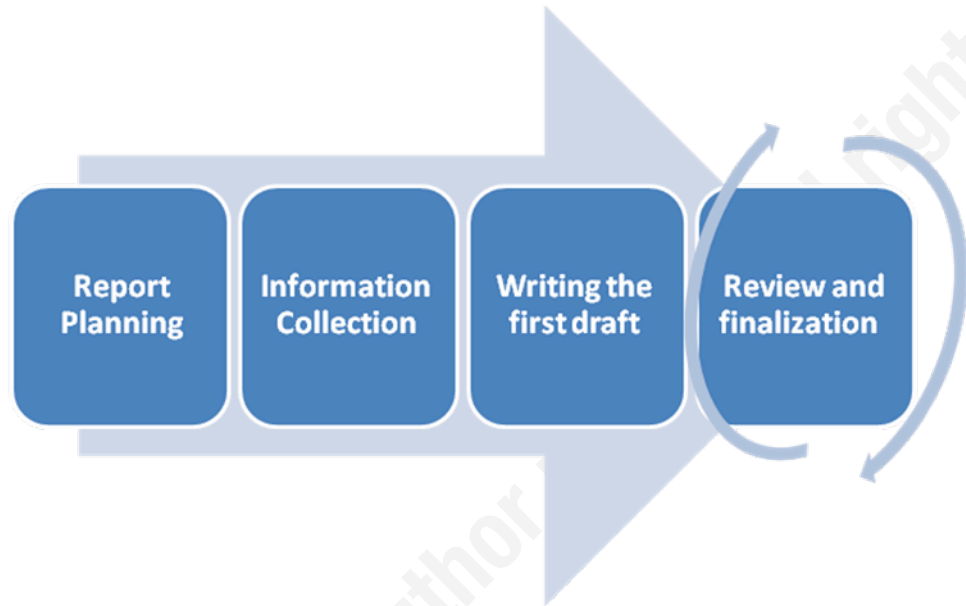 Report
Planning
Information
Collection
Writing the
first draft
Review and
finalization